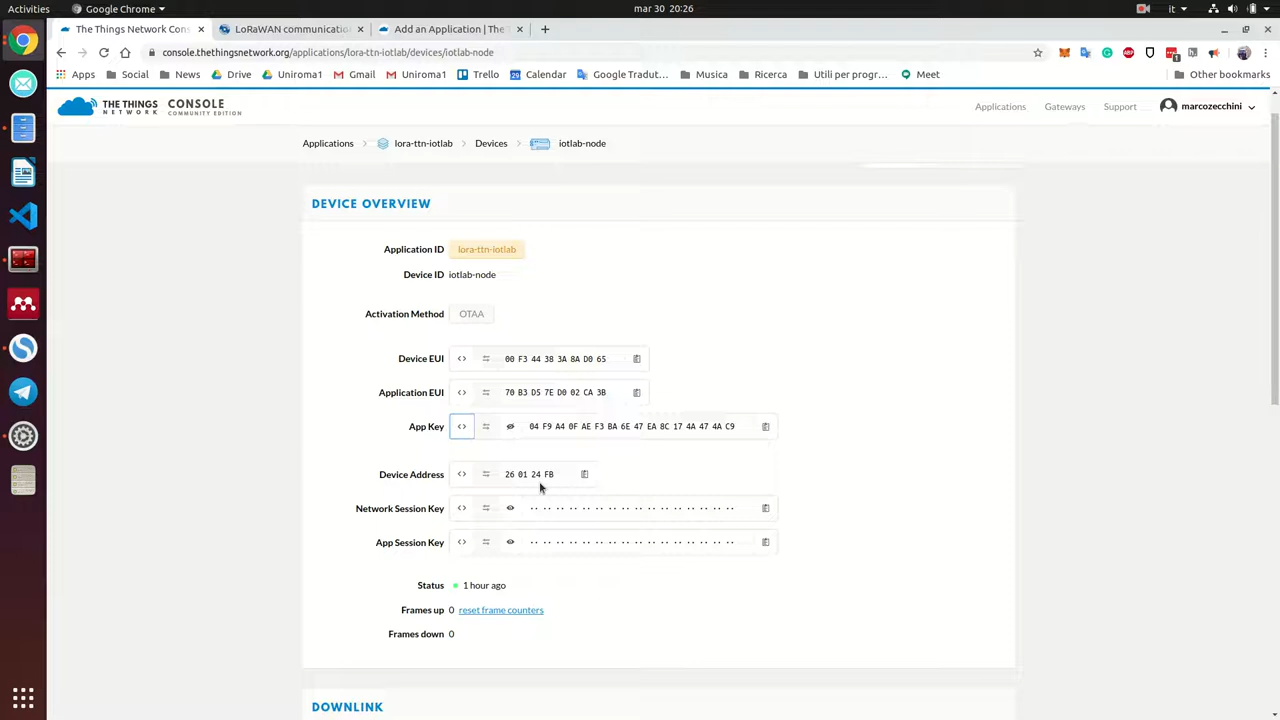 Activities
Google Chrome
mar 30 20:26
it
The Things Network Cons
LoRaWAN communicatio
Add an Application | The T
console.thethingsnetwork.org/applications/lora-ttn-iotlab/devices/iotlab-node
Apps
Social
News
Drive
Uniroma1
Gmail
Uniroma1
Trello
Calendar
Google Tradut...
Musica
Ricerca
Utili per progr...
Meet
Other bookmarks
THE THINGS NETWORK
CONSOLE
COMMUNITY EDITION
Applications
Gateways
Support
marcozecchini
Applications
lora-ttn-iotlab
Devices
iotlab-node
DEVICE OVERVIEW
Application ID lora-ttn-iotlab
Device ID iotlab-node
Activation Method OTAA
Device EUI <> 00 F3 44 38 3A 8A D0 65
Application EUI <> 70 B3 D5 7E D0 02 CA 3B
App Key <> 04 F9 A4 0F AE F3 BA 6E 47 EA 8C 17 4A 47 4A C9
Device Address <> 26 01 24 FB
Network Session Key <>
App Session Key <>
Status 1 hour ago
Frames up 0 reset frame counters
Frames down 0
DOWNLINK